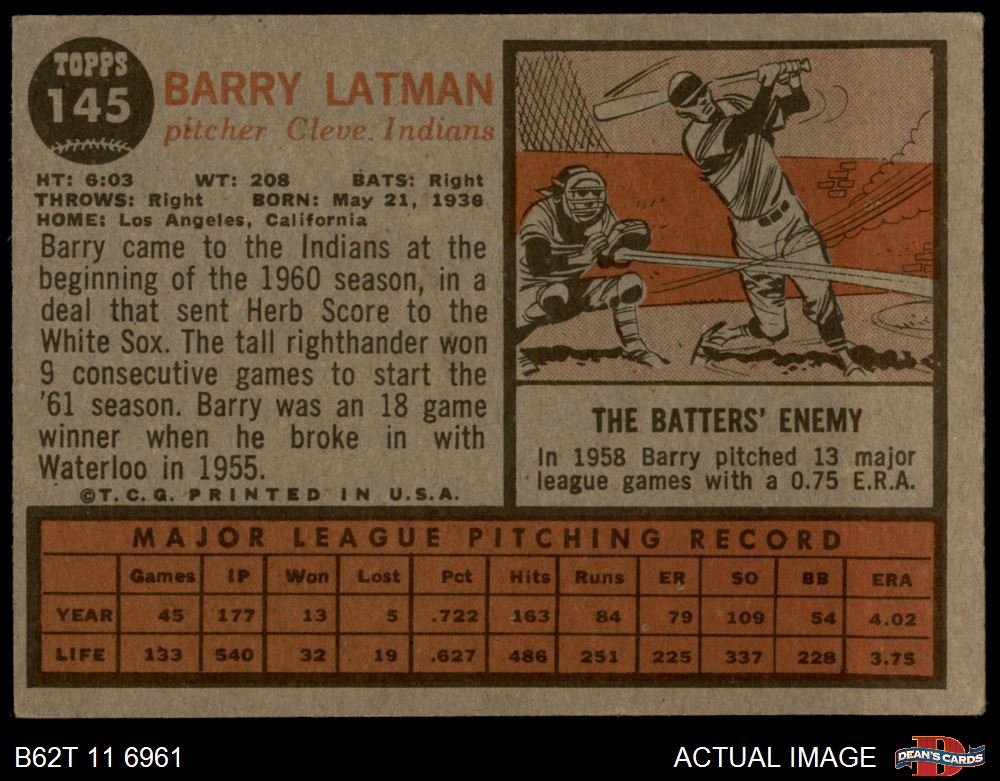 TOPPS
145
BARRY LATMAN
pitcher Cleve. Indians
HT: 6:03 WT: 208 BATS: Right
THROWS: Right BORN: May 21, 1936
HOME: Los Angeles, California
Barry came to the Indians at the
beginning of the 1960 season, in a
deal that sent Herb Score to the
White Sox. The tall righthander won
9 consecutive games to start the
'61 season. Barry was an 18 game
winner when he broke in with
Waterloo in 1955.
©T.C.G. PRINTED IN U.S.A.
THE BATTERS' ENEMY
In 1958 Barry pitched 13 major
league games with a 0.75 E.R.A.
MAJOR LEAGUE PITCHING RECORD
Games IP Won Lost Pct Hits Runs ER SO BB ERA
YEAR 45 177 13 5 .722 163 84 79 109 54 4.02
LIFE 133 540 32 19 .627 486 251 225 337 228 3.75
B62T 11 6961
ACTUAL IMAGE
D
DEAN'S CARDS